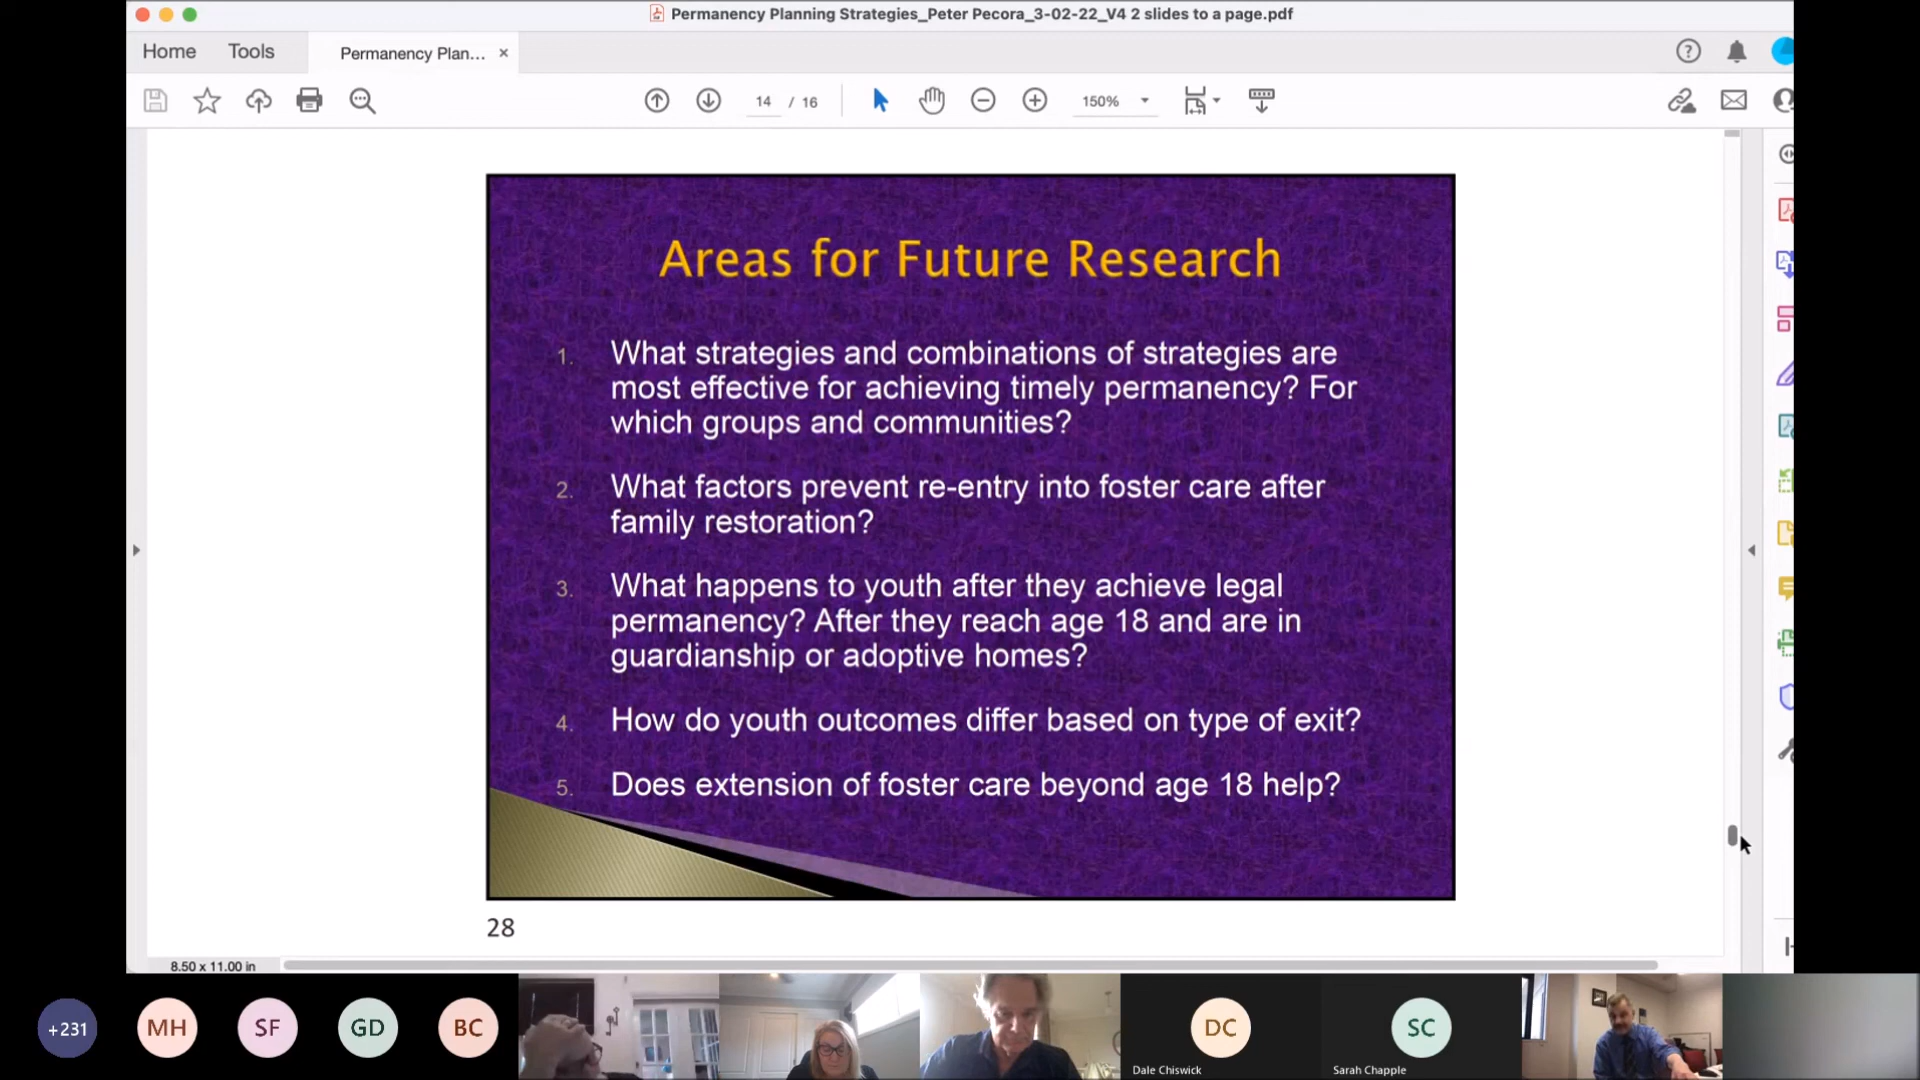 Permanency Planning Strategies_Peter Pecora_3-02-22_V4 2 slides to a page.pdf
Home Tools Permanency Plan... ×
14 / 16 150%
Areas for Future Research
1. What strategies and combinations of strategies are
most effective for achieving timely permanency? For
which groups and communities?
2. What factors prevent re-entry into foster care after
family restoration?
3. What happens to youth after they achieve legal
permanency? After they reach age 18 and are in
guardianship or adoptive homes?
4. How do youth outcomes differ based on type of exit?
5. Does extension of foster care beyond age 18 help?
28
8.50 x 11.00 in
+231 MH SF GD BC DC SC
Dale Chiswick Sarah Chapple